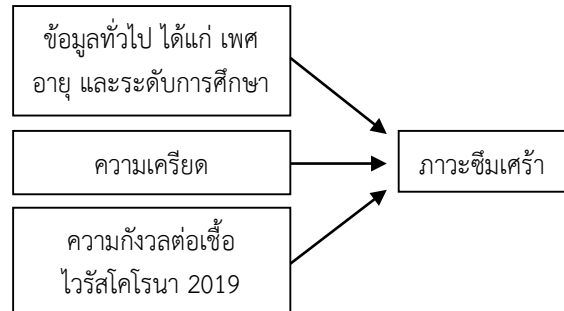 ข้อมูลทั่วไป ได้แก่ เพศ
อายุ และระดับการศึกษา
ความเครียด
ภาวะซึมเศร้า
ความกังวลต่อเชื้อ
ไวรัสโคโรนา 2019